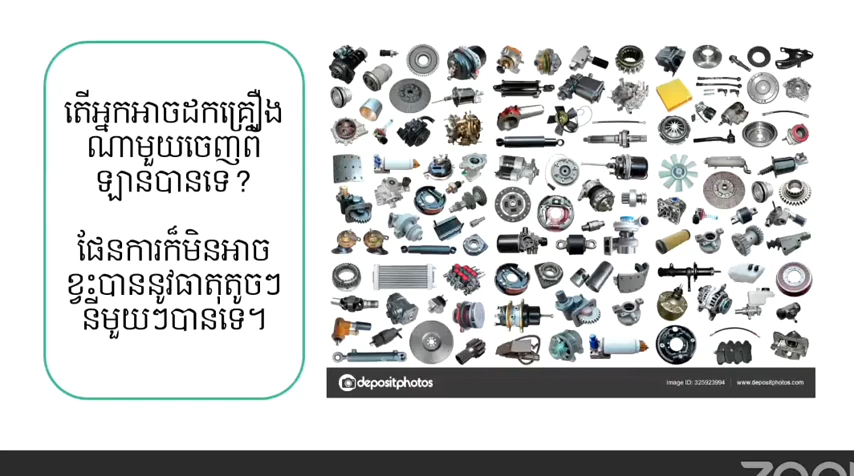 តើអ្នកអាចដកគ្រឿង
ណាមួយចេញពី
ឡានបានទេ?
ផែនការក៏មិនអាច
ខ្វះបាននូវធាតុតូចៗ
នីមួយៗបានទេ។
depositphotos
Image ID: 325923994
www.depositphotos.com
zoom